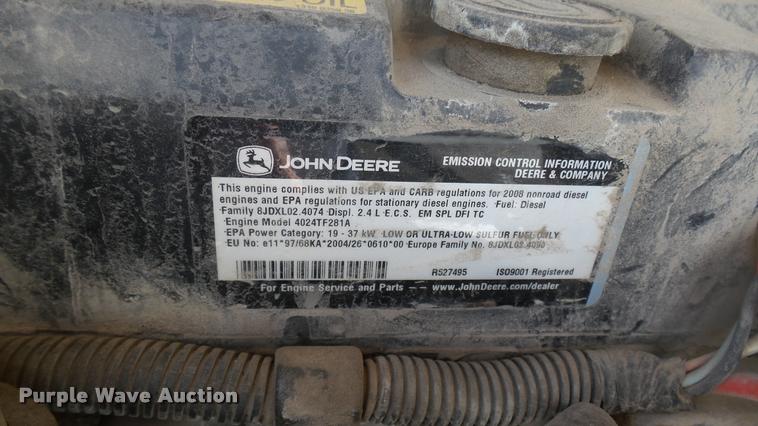 OIL
JOHN DEERE
EMISSION CONTROL INFORMATION
DEERE & COMPANY
This engine complies with US EPA and CARB regulations for 2008 nonroad diesel
engines and EPA regulations for stationary diesel engines. Fuel: Diesel
Family 8JDXL02.4074 Displ. 2.4 L E.C.S. EM SPL DFI TC
Engine Model 4024TF281A
EPA Power Category: 19 - 37 kW LOW OR ULTRA-LOW SULFUR FUEL ONLY
EU No: e11*97/68KA*2004/26*0610*00 Europe Family No. 8JDXL02.4090
R527495 ISO9001 Registered
For Engine Service and Parts www.JohnDeere.com/dealer
Purple Wave Auction